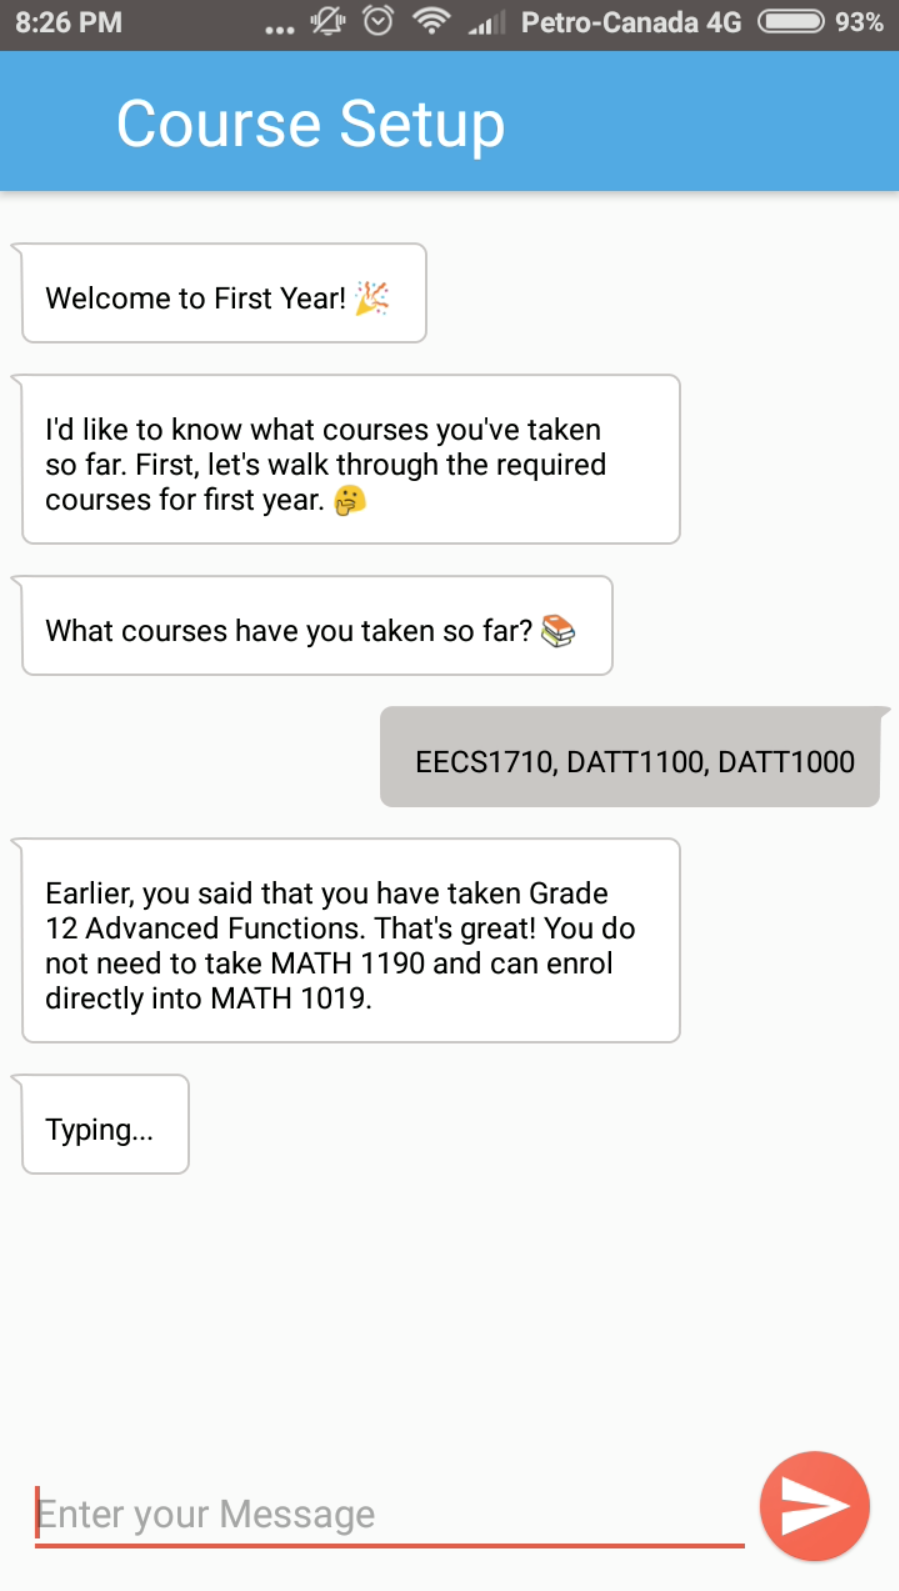 8:26 PM ... Petro-Canada 4G 93%
Course Setup
Welcome to First Year! 🎉
I'd like to know what courses you've taken
so far. First, let's walk through the required
courses for first year. 🤔
What courses have you taken so far? 📚
EECS1710, DATT1100, DATT1000
Earlier, you said that you have taken Grade
12 Advanced Functions. That's great! You do
not need to take MATH 1190 and can enrol
directly into MATH 1019.
Typing...
Enter your Message